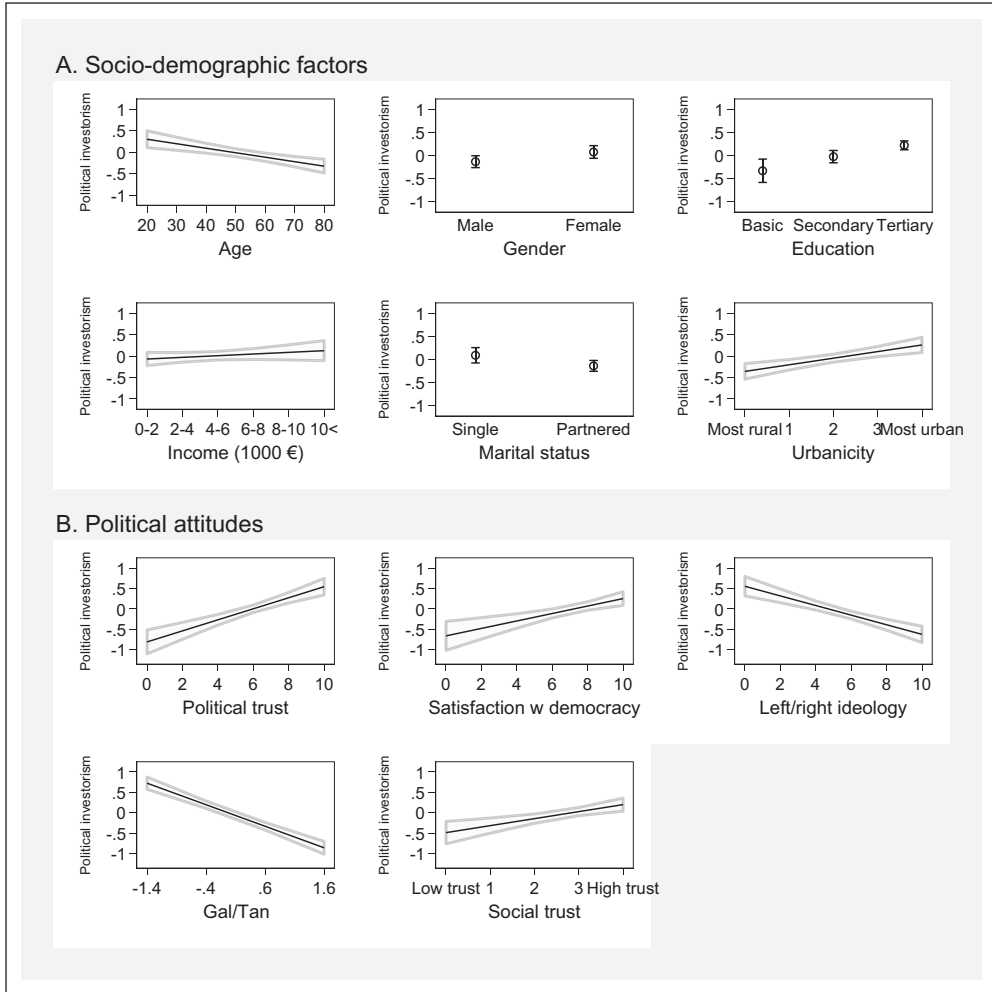 A. Socio-demographic factors
Political investorism
1
.5
0
-.5
-1
20 30 40 50 60 70 80
Age
Political investorism
1
.5
0
-.5
-1
Male Female
Gender
Political investorism
1
.5
0
-.5
-1
Basic Secondary Tertiary
Education
Political investorism
1
.5
0
-.5
-1
0-2 2-4 4-6 6-8 8-10 10<
Income (1000 €)
Political investorism
1
.5
0
-.5
-1
Single Partnered
Marital status
Political investorism
1
.5
0
-.5
-1
Most rural 1 2 3 Most urban
Urbanicity
B. Political attitudes
Political investorism
1
.5
0
-.5
-1
0 2 4 6 8 10
Political trust
Political investorism
1
.5
0
-.5
-1
0 2 4 6 8 10
Satisfaction w democracy
Political investorism
1
.5
0
-.5
-1
0 2 4 6 8 10
Left/right ideology
Political investorism
1
.5
0
-.5
-1
-1.4 -.4 .6 1.6
Gal/Tan
Political investorism
1
.5
0
-.5
-1
Low trust 1 2 3 High trust
Social trust